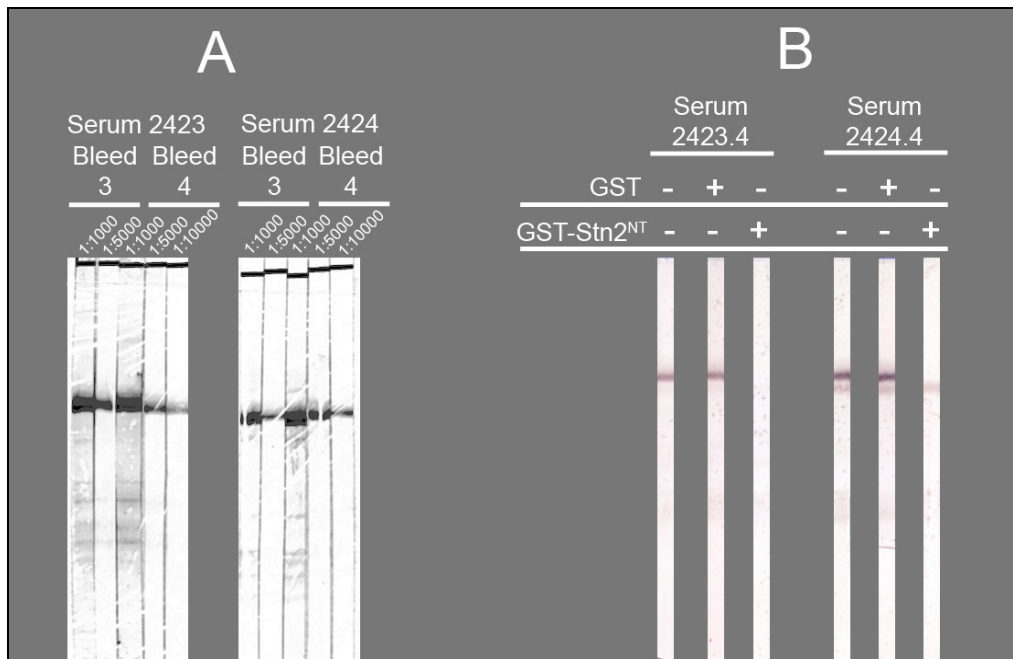 A
B
Serum 2423
Bleed Bleed
3 4
1:1000 1:5000 1:1000 1:5000 1:10000
Serum 2424
Bleed Bleed
3 4
1:1000 1:5000 1:1000 1:5000 1:10000
Serum
2423.4
Serum
2424.4
GST - + - - + -
GST-Stn2ᴺᵀ - - + - - +